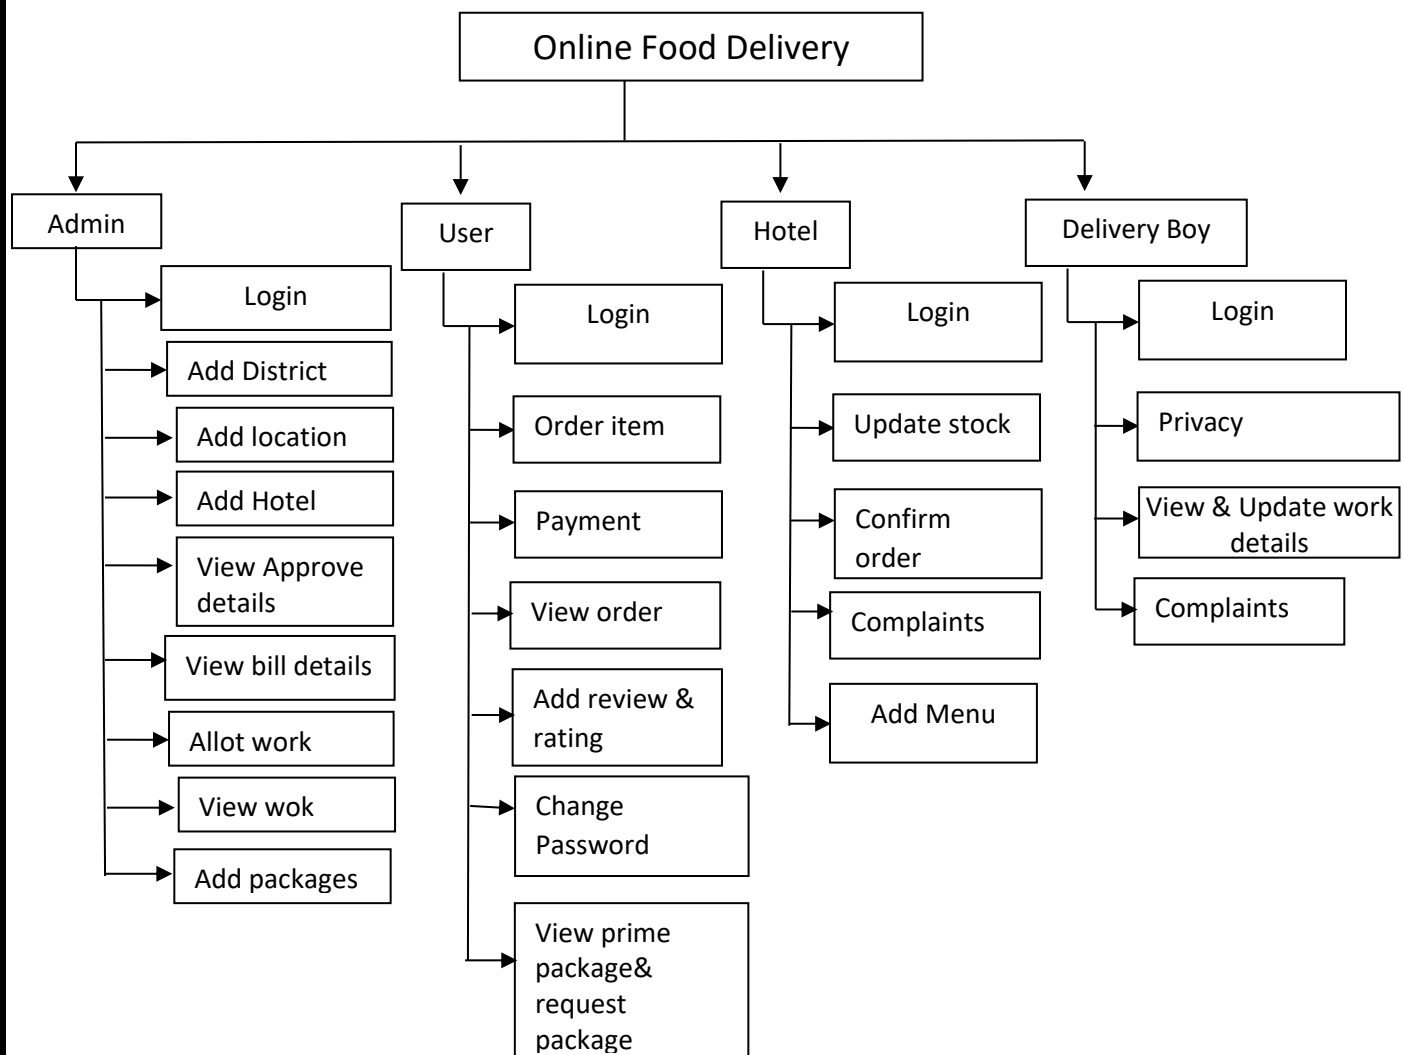 Online Food Delivery
Admin
User
Hotel
Delivery Boy
Login
Add District
Add location
Add Hotel
View Approve
details
View bill details
Allot work
View wok
Add packages
Login
Order item
Payment
View order
Add review &
rating
Change
Password
View prime
package&
request
package
Login
Update stock
Confirm
order
Complaints
Add Menu
Login
Privacy
View & Update work
details
Complaints